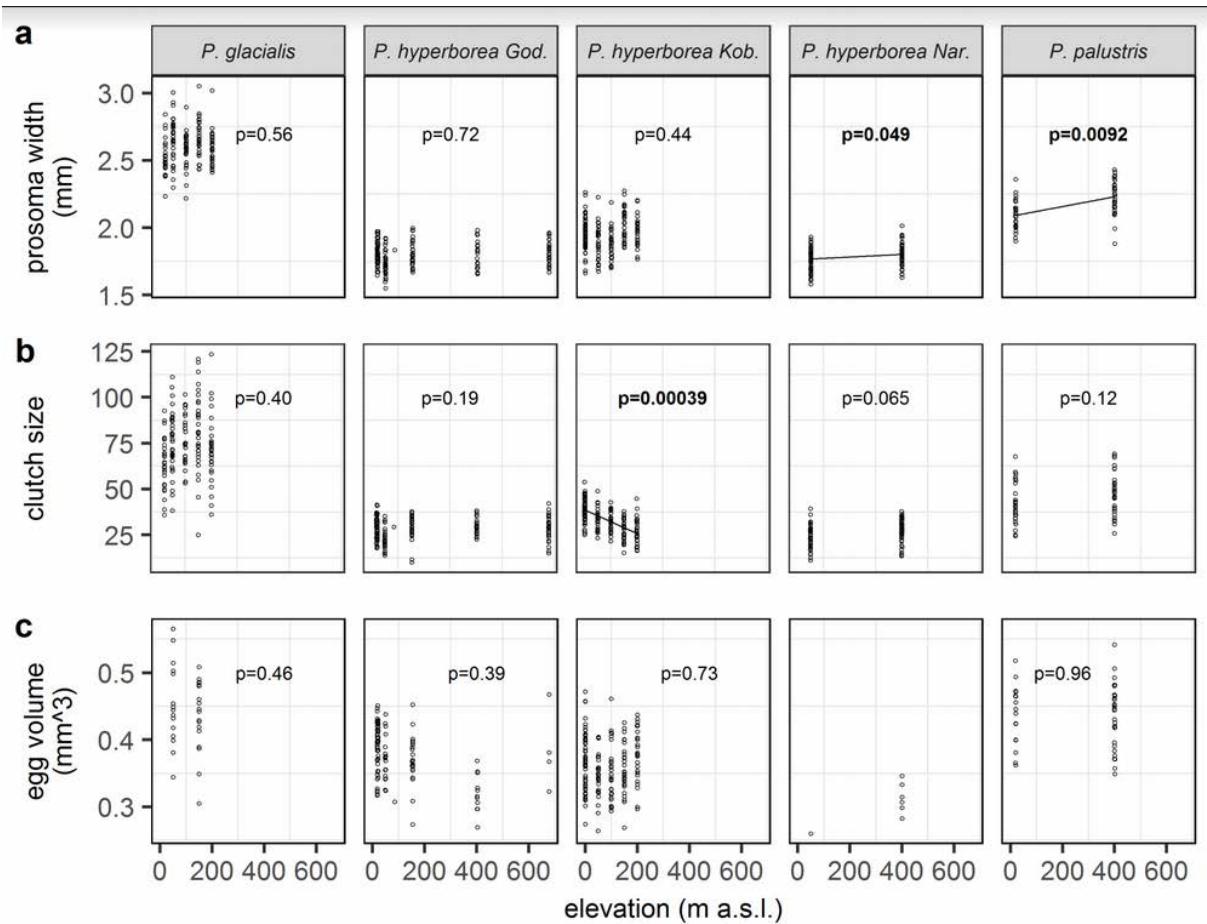 a
P. glacialis
P. hyperborea God.
P. hyperborea Kob.
P. hyperborea Nar.
P. palustris
prosoma width
(mm)
3.0
2.5
2.0
1.5
p=0.56
p=0.72
p=0.44
p=0.049
p=0.0092
b
clutch size
125
100
75
50
25
p=0.40
p=0.19
p=0.00039
p=0.065
p=0.12
c
egg volume
(mm^3)
0.5
0.4
0.3
p=0.46
p=0.39
p=0.73
p=0.96
0 200 400 600
0 200 400 600
0 200 400 600
0 200 400 600
0 200 400 600
elevation (m a.s.l.)